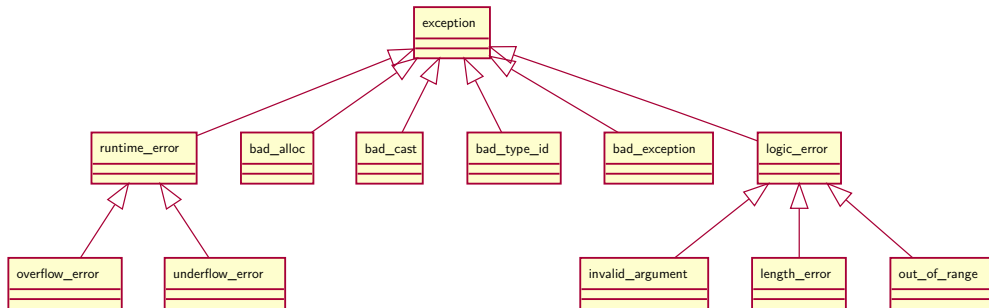 exception
runtime_error
bad_alloc
bad_cast
bad_type_id
bad_exception
logic_error
overflow_error
underflow_error
invalid_argument
length_error
out_of_range